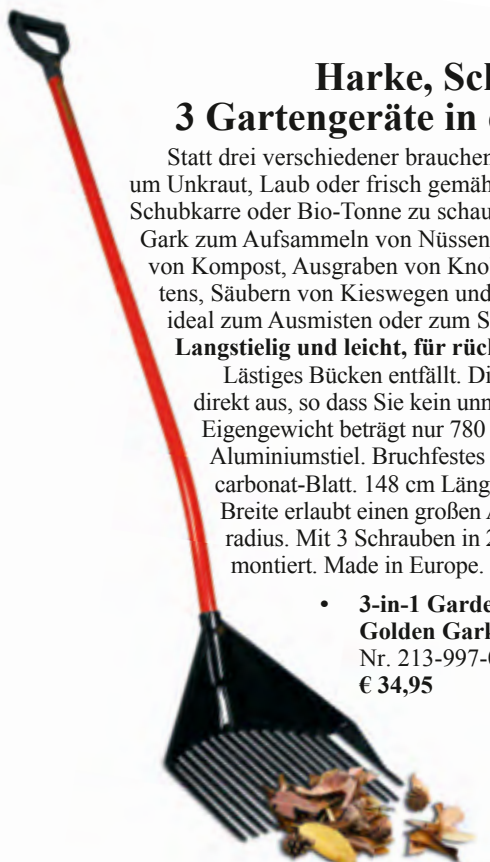 Harke, Sc
3 Gartengeräte in
Statt drei verschiedener brauchen
um Unkraut, Laub oder frisch gemäh
Schubkarre oder Bio-Tonne zu schau
Gark zum Aufsammeln von Nüssen
von Kompost, Ausgraben von Kno
tens, Säubern von Kieswegen und
ideal zum Ausmisten oder zum S
Langstielig und leicht, für rück
Lästiges Bücken entfällt. Di
direkt aus, so dass Sie kein unn
Eigengewicht beträgt nur 780
Aluminiumstiel. Bruchfestes
carbonat-Blatt. 148 cm Läng
Breite erlaubt einen großen A
radius. Mit 3 Schrauben in 2
montiert. Made in Europe.
• 3-in-1 Garde
Golden Gark
Nr. 213-997-
€ 34,95